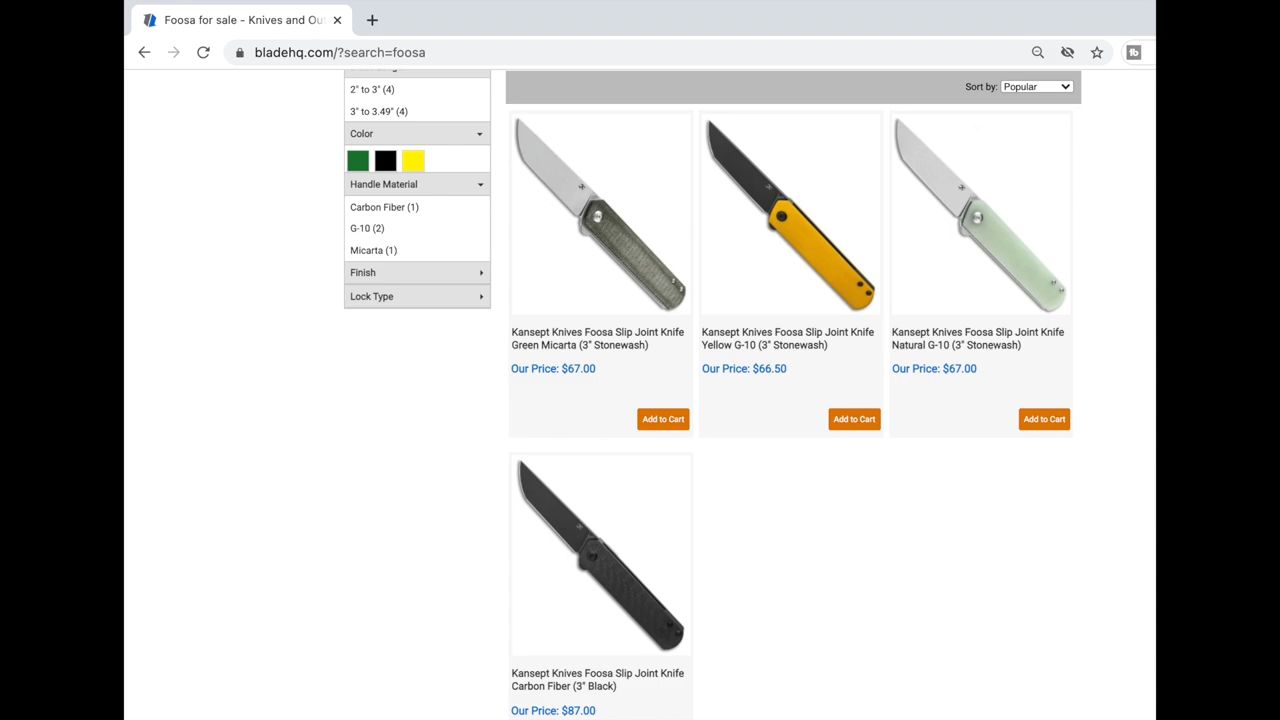 Foosa for sale - Knives and Ou
bladehq.com/?search=foosa
2" to 3" (4)
3" to 3.49" (4)
Color
Handle Material
Carbon Fiber (1)
G-10 (2)
Micarta (1)
Finish
Lock Type
Sort by: Popular
Kansept Knives Foosa Slip Joint Knife
Green Micarta (3" Stonewash)
Our Price: $67.00
Add to Cart
Kansept Knives Foosa Slip Joint Knife
Yellow G-10 (3" Stonewash)
Our Price: $66.50
Add to Cart
Kansept Knives Foosa Slip Joint Knife
Natural G-10 (3" Stonewash)
Our Price: $67.00
Add to Cart
Kansept Knives Foosa Slip Joint Knife
Carbon Fiber (3" Black)
Our Price: $87.00